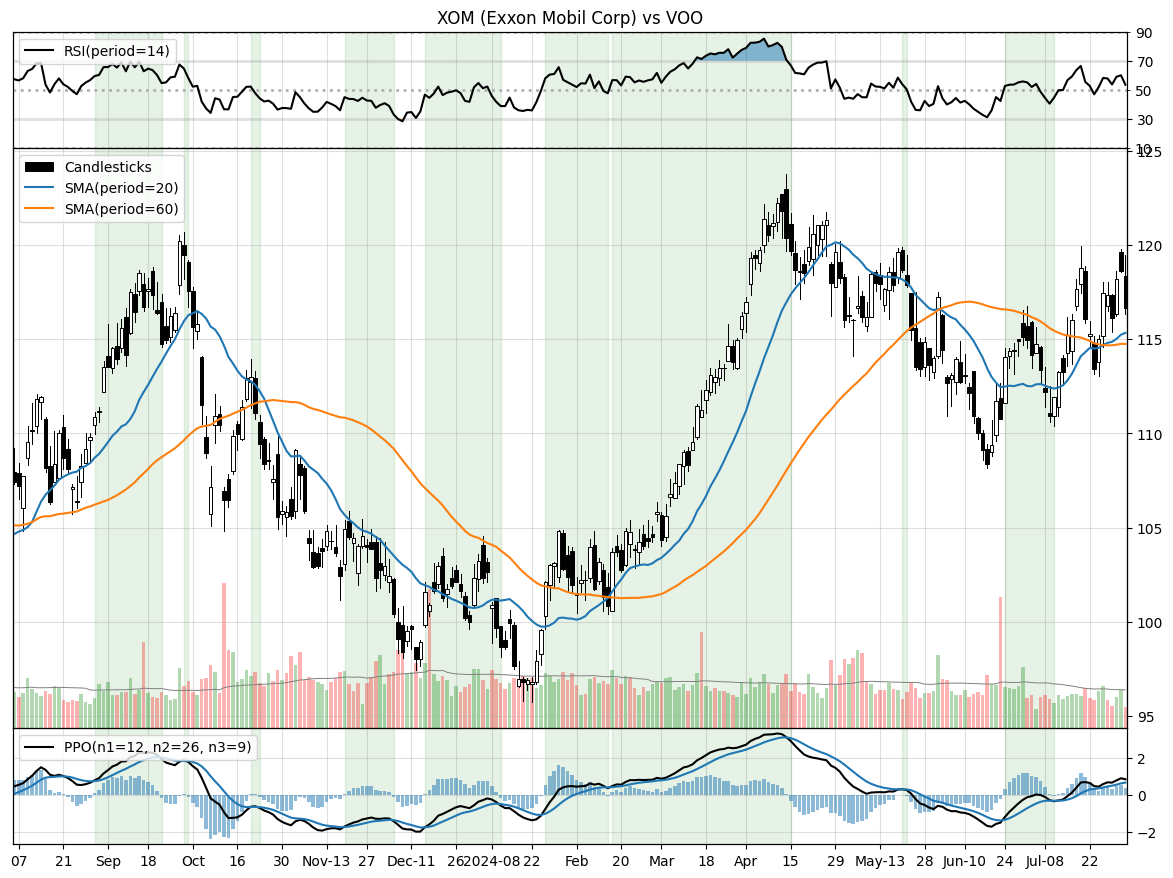 XOM (Exxon Mobil Corp) vs VOO
RSI(period=14)
90
70
50
30
10
Candlesticks
SMA(period=20)
SMA(period=60)
125
120
115
110
105
100
95
PPO(n1=12, n2=26, n3=9)
2
0
−2
07 21 Sep 18 Oct 16 30 Nov-13 27 Dec-11 26 2024-08 22 Feb 20 Mar 18 Apr 15 29 May-13 28 Jun-10 24 Jul-08 22